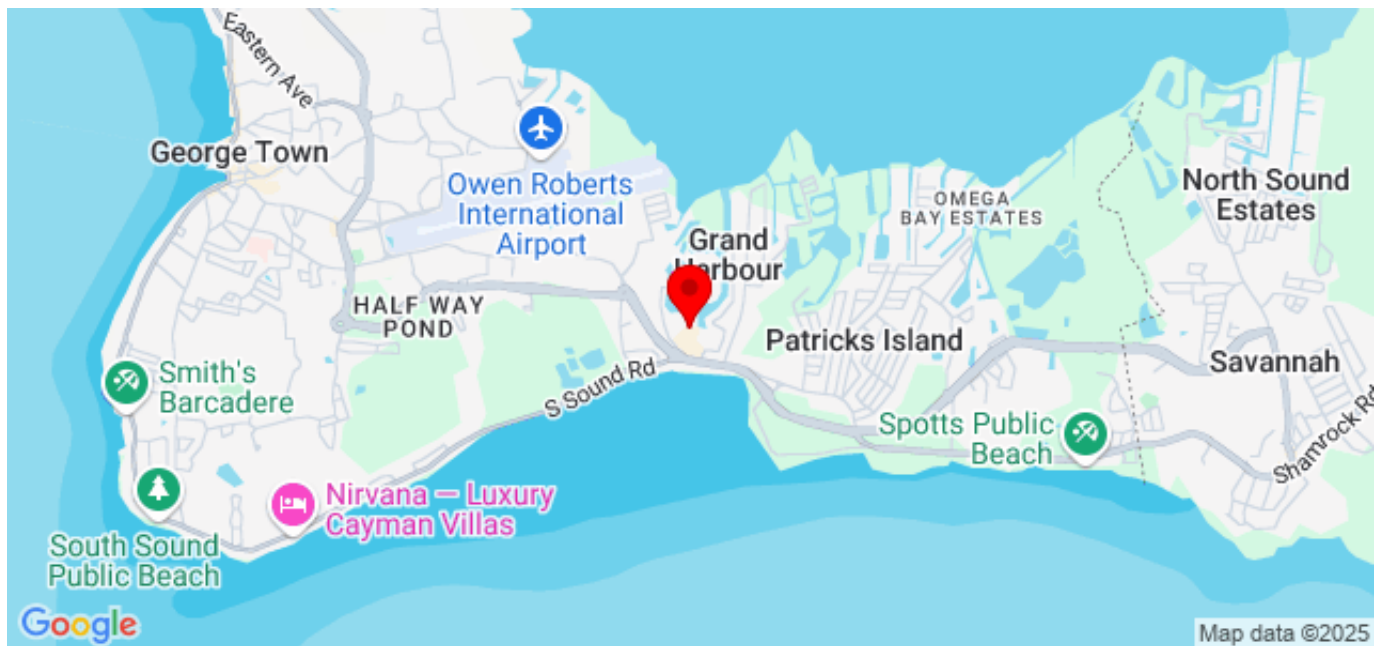 Eastern Ave
George Town
Owen Roberts
International
Airport
Grand
Harbour
OMEGA
BAY ESTATES
North Sound
Estates
HALF WAY
POND
Patricks Island
Savannah
Smith's
Barcadere
S Sound Rd
Spotts Public
Beach
Shamrock Rd
Nirvana — Luxury
Cayman Villas
South Sound
Public Beach
Google
Map data ©2025